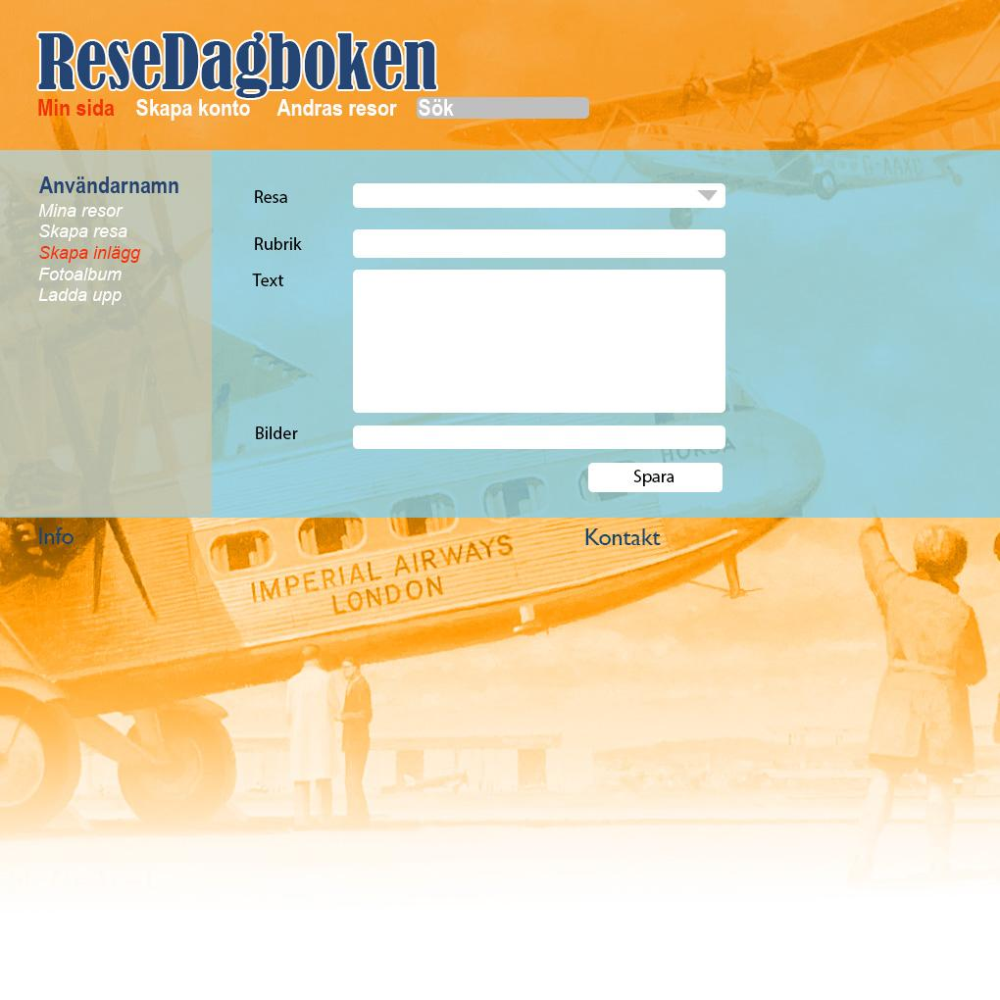 ReseDagboken
Min sida Skapa konto Andras resor Sök
G-AAXD
Användarnamn
Mina resor
Skapa resa
Skapa inlägg
Fotoalbum
Ladda upp
Resa
Rubrik
Text
Bilder
HORSA
Spara
Info
Kontakt
IMPERIAL AIRWAYS
LONDON